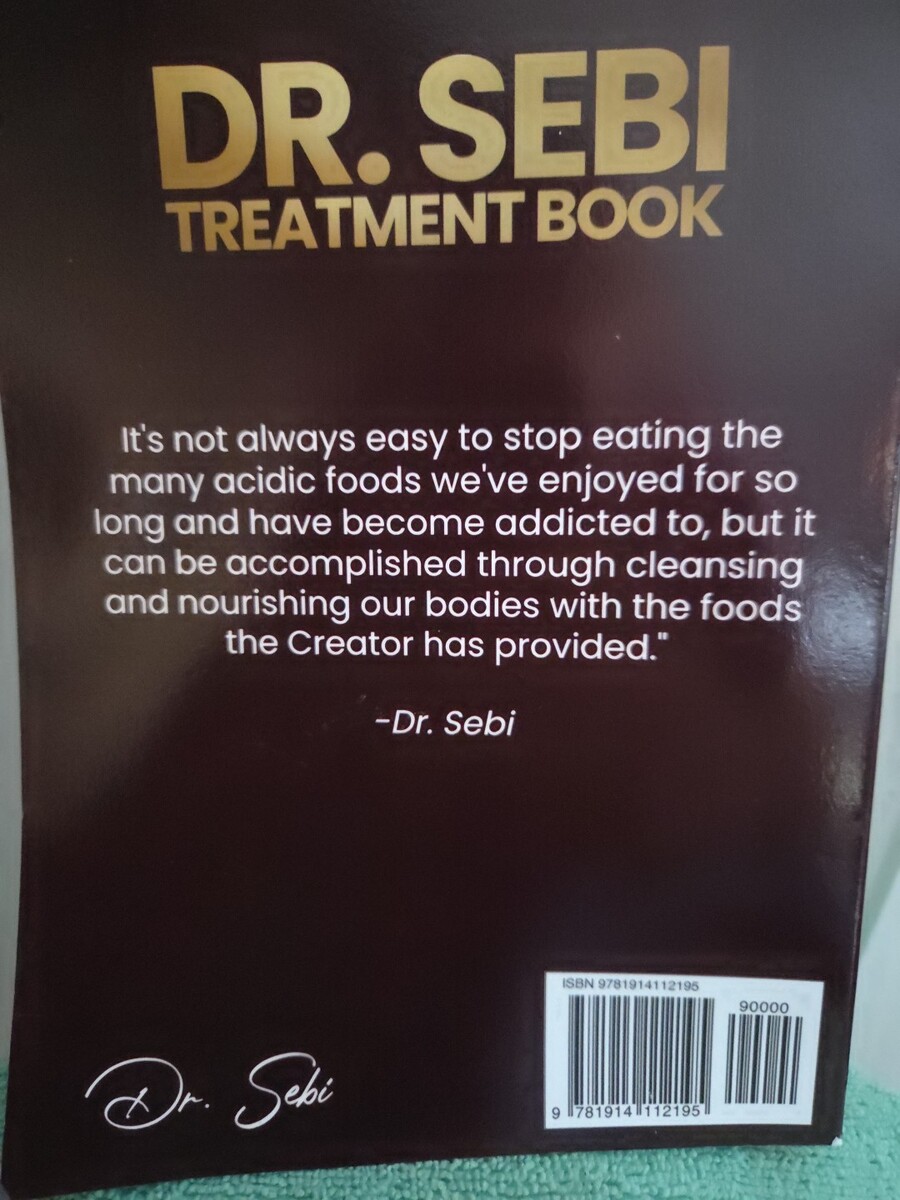 DR. SEBI
TREATMENT BOOK
It's not always easy to stop eating the
many acidic foods we've enjoyed for so
long and have become addicted to, but it
can be accomplished through cleansing
and nourishing our bodies with the foods
the Creator has provided."
-Dr. Sebi
Dr. Sebi
ISBN 9781914112195
90000
9 781914 112195